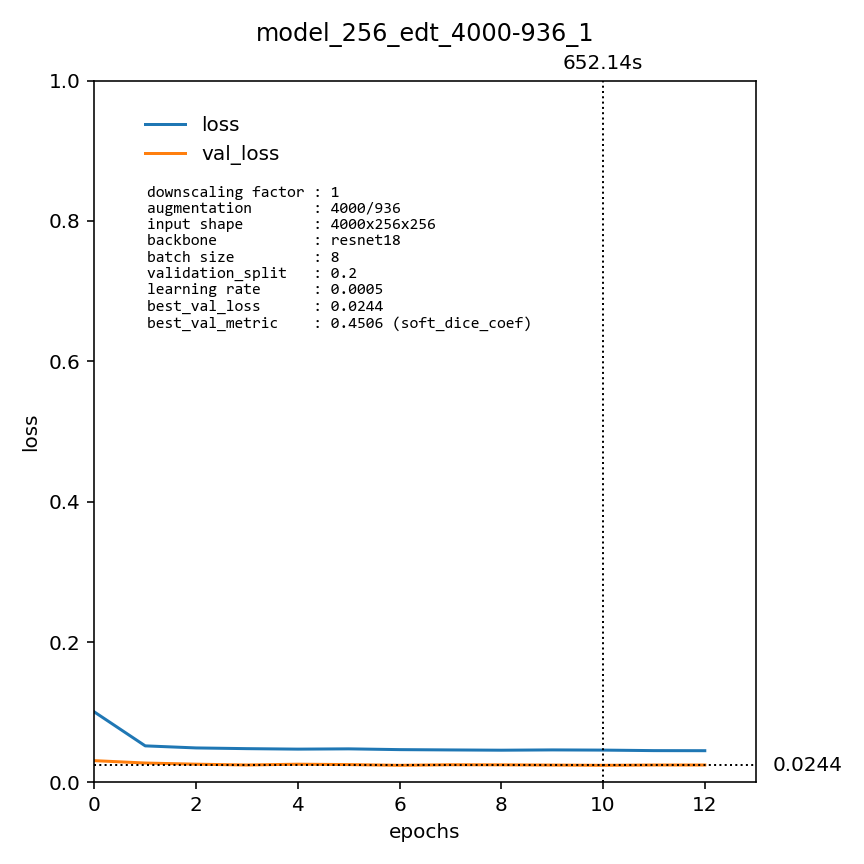 model_256_edt_4000-936_1
652.14s
1.0
loss
val_loss
downscaling factor : 1
augmentation       : 4000/936
input shape        : 4000x256x256
backbone           : resnet18
batch size         : 8
validation_split   : 0.2
learning rate      : 0.0005
best_val_loss      : 0.0244
best_val_metric    : 0.4506 (soft_dice_coef)
0.8
0.6
loss
0.4
0.2
0.0244
0.0
0 2 4 6 8 10 12
epochs